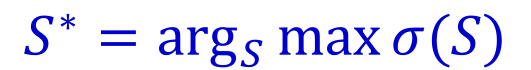 S* = arg_S max σ(S)